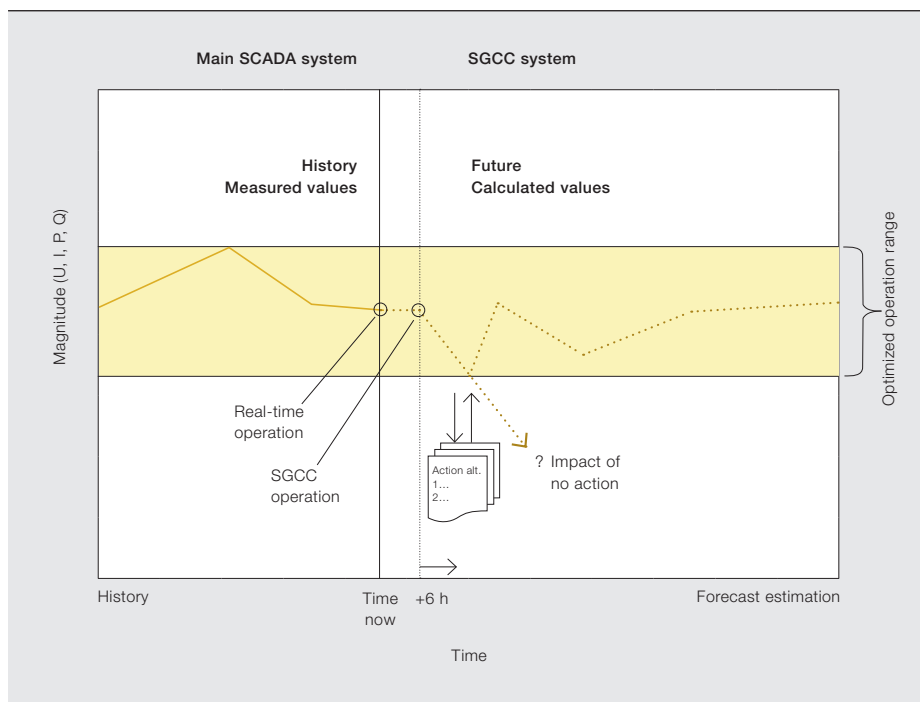 Main SCADA system
SGCC system
History
Measured values
Future
Calculated values
Magnitude (U, I, P, Q)
Optimized operation range
Real-time
operation
SGCC
operation
Action alt.
1...
2...
? Impact of
no action
History
Time
now
+6 h
Forecast estimation
Time